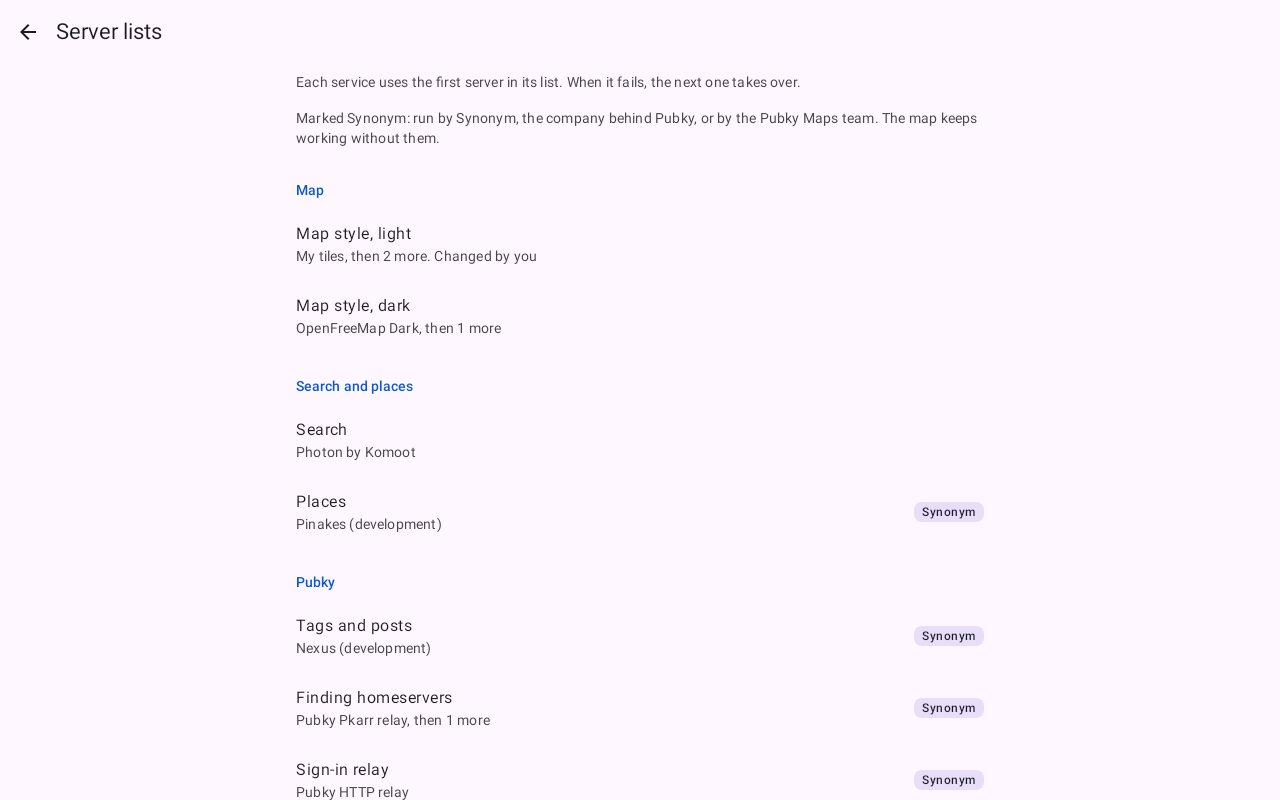 Server lists
Each service uses the first server in its list. When it fails, the next one takes over.
Marked Synonym: run by Synonym, the company behind Pubky, or by the Pubky Maps team. The map keeps
working without them.
Map
Map style, light
My tiles, then 2 more. Changed by you
Map style, dark
OpenFreeMap Dark, then 1 more
Search and places
Search
Photon by Komoot
Places
Pinakes (development)
Synonym
Pubky
Tags and posts
Nexus (development)
Synonym
Finding homeservers
Pubky Pkarr relay, then 1 more
Synonym
Sign-in relay
Pubky HTTP relay
Synonym